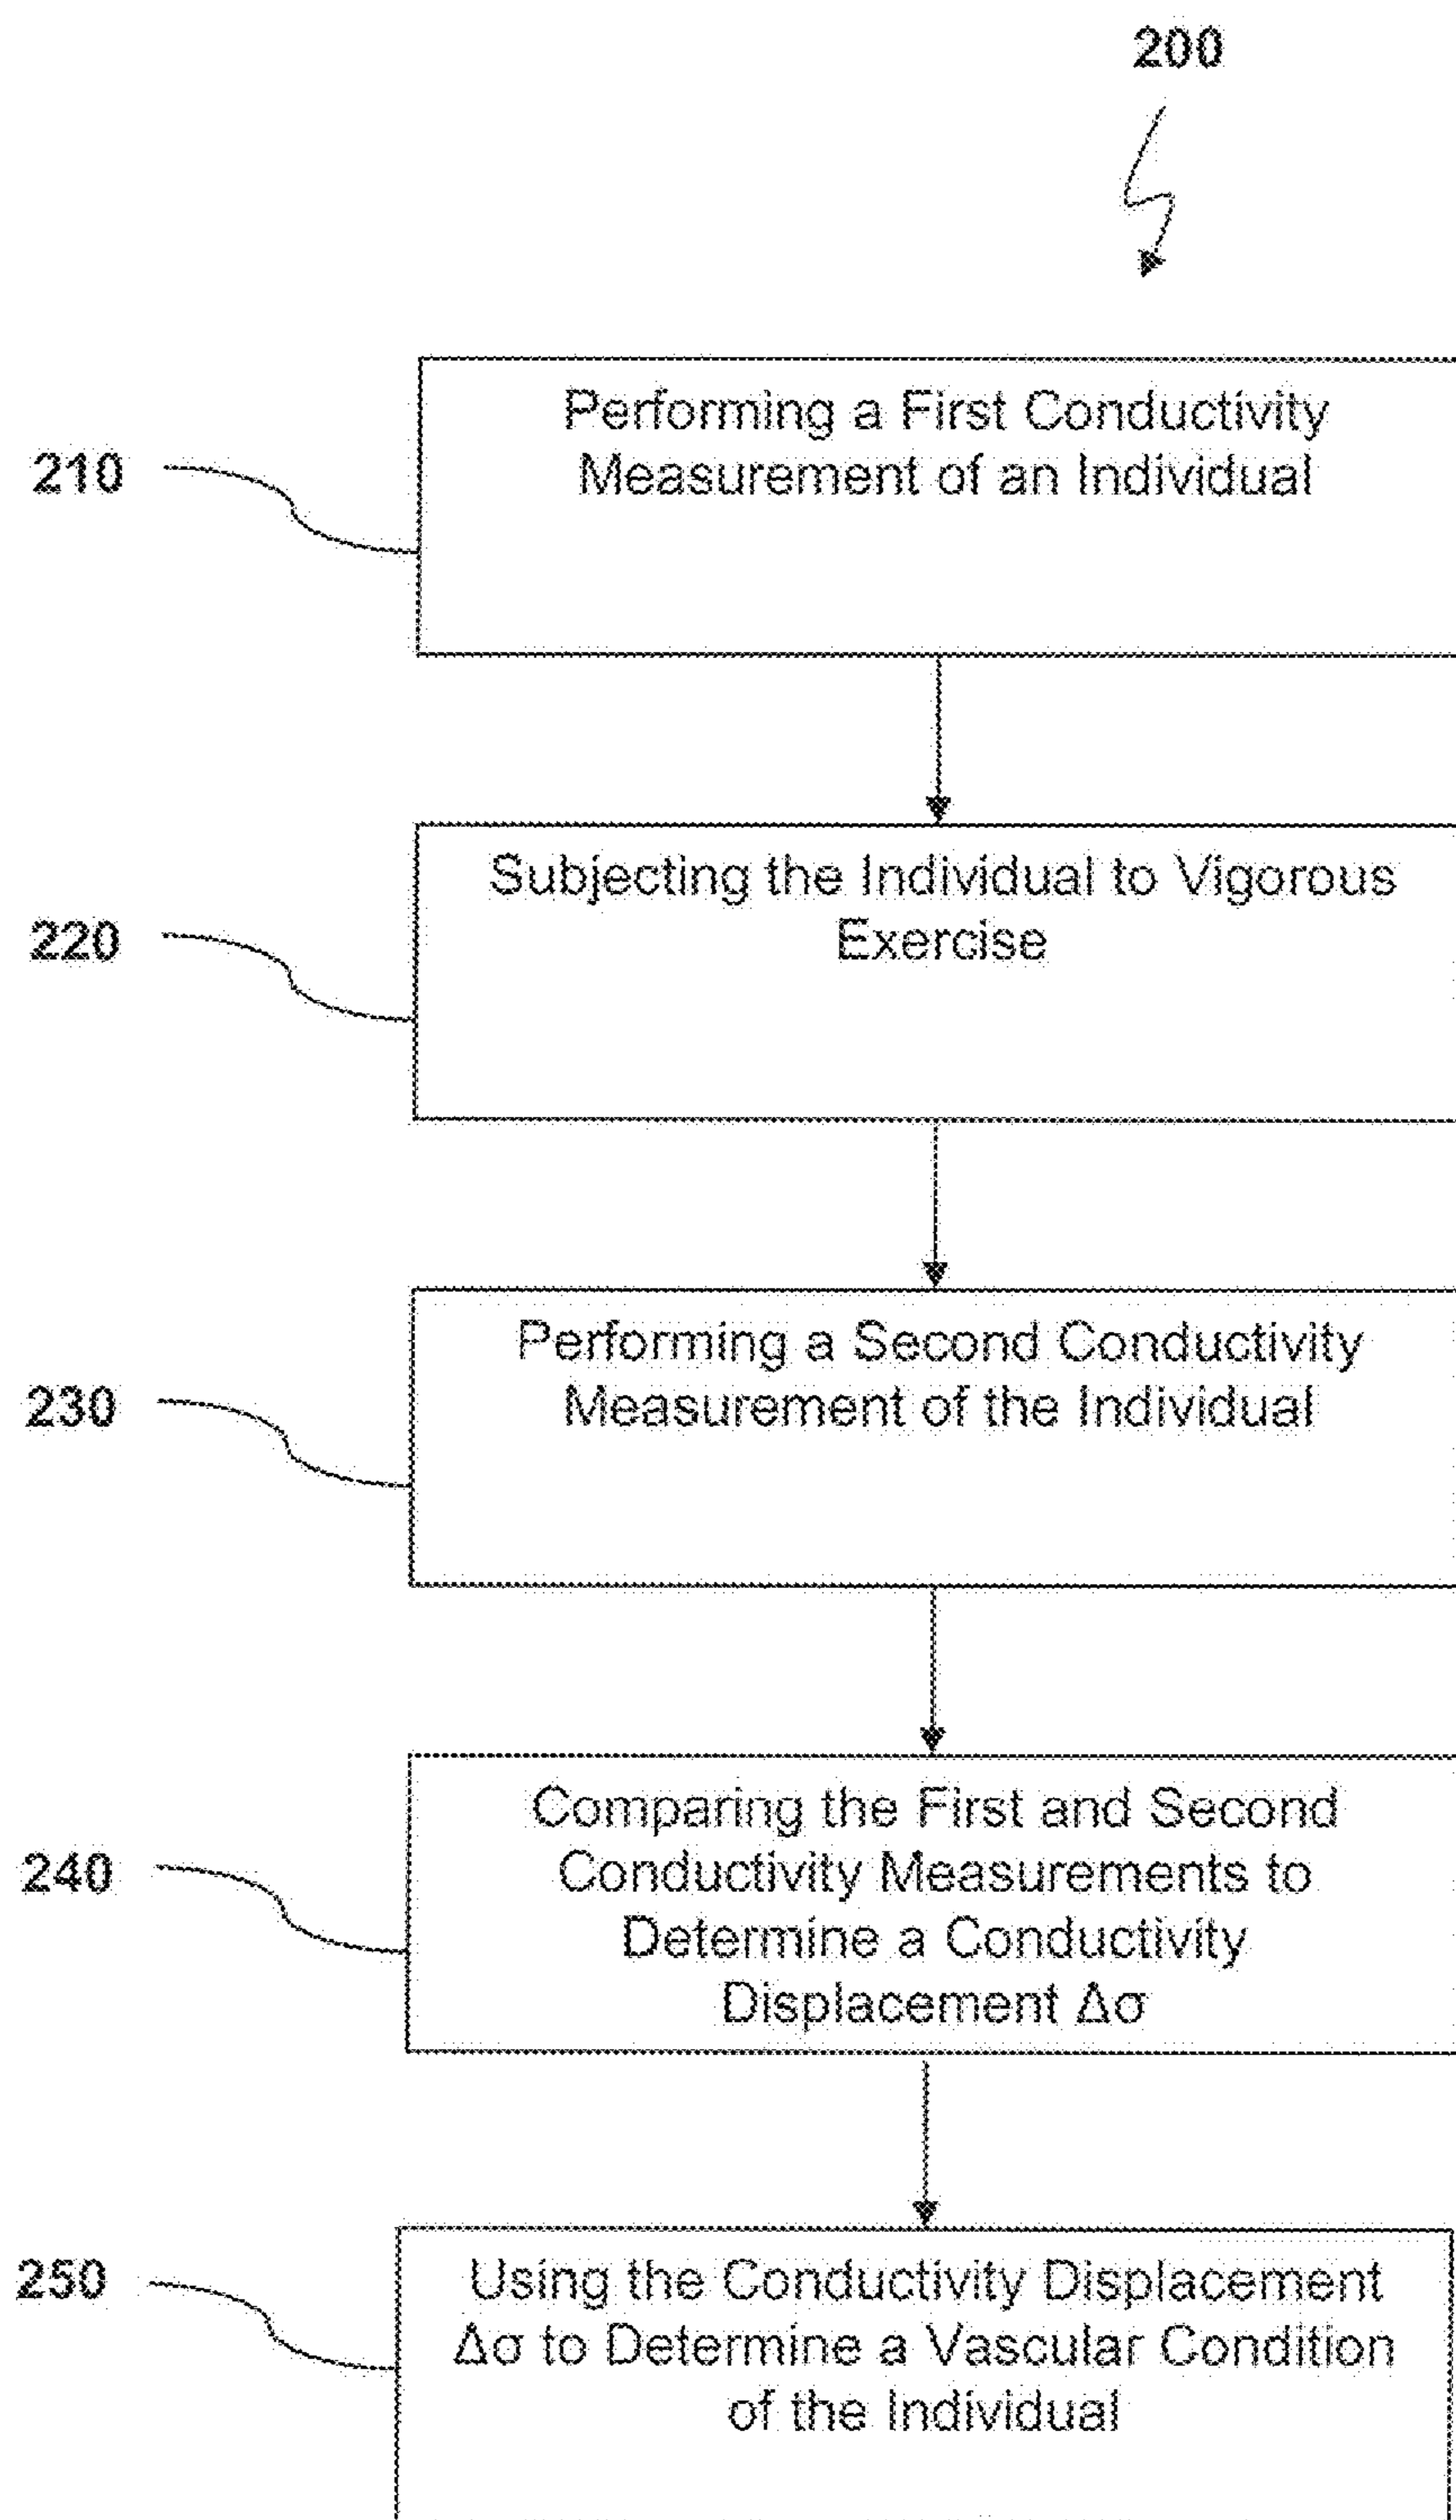 200
Performing a First Conductivity
Measurement of an Individual
210
Subjecting the Individual to Vigorous
Exercise
220
Performing a Second Conductivity
Measurement of the Individual
230
Comparing the First and Second
Conductivity Measurements to
Determine a Conductivity
Displacement Δσ
240
Using the Conductivity Displacement
Δσ to Determine a Vascular Condition
of the Individual
250